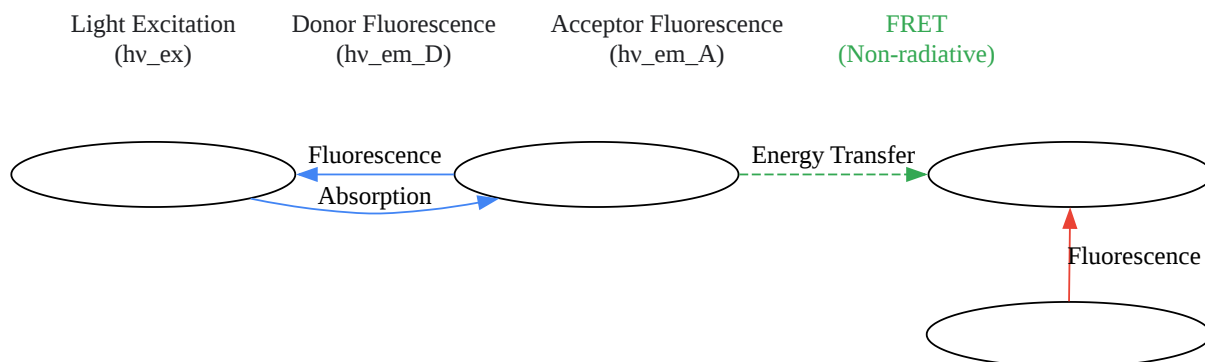 Light Excitation
(hν_ex)
Donor Fluorescence
(hν_em_D)
Acceptor Fluorescence
(hν_em_A)
FRET
(Non-radiative)
Fluorescence
Absorption
Energy Transfer
Fluorescence